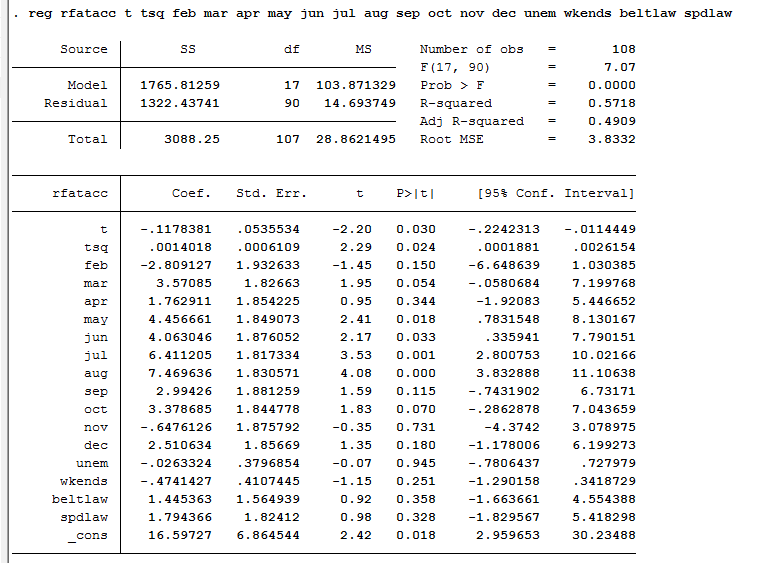 . reg rfatacc t tsq feb mar apr may jun jul aug sep oct nov dec unem wkends beltlaw spdlaw
Source SS df MS Number of obs = 108
F(17, 90) = 7.07
Model 1765.81259 17 103.871329 Prob > F = 0.0000
Residual 1322.43741 90 14.693749 R-squared = 0.5718
Adj R-squared = 0.4909
Total 3088.25 107 28.8621495 Root MSE = 3.8332
rfatacc Coef. Std. Err. t P>|t| [95% Conf. Interval]
t -.1178381 .0535534 -2.20 0.030 -.2242313 -.0114449
tsq .0014018 .0006109 2.29 0.024 .0001881 .0026154
feb -2.809127 1.932633 -1.45 0.150 -6.648639 1.030385
mar 3.57085 1.82663 1.95 0.054 -.0580684 7.199768
apr 1.762911 1.854225 0.95 0.344 -1.92083 5.446652
may 4.456661 1.849073 2.41 0.018 .7831548 8.130167
jun 4.063046 1.876052 2.17 0.033 .335941 7.790151
jul 6.411205 1.817334 3.53 0.001 2.800753 10.02166
aug 7.469636 1.830571 4.08 0.000 3.832888 11.10638
sep 2.99426 1.881259 1.59 0.115 -.7431902 6.73171
oct 3.378685 1.844778 1.83 0.070 -.2862878 7.043659
nov -.6476126 1.875792 -0.35 0.731 -4.3742 3.078975
dec 2.510634 1.85669 1.35 0.180 -1.178006 6.199273
unem -.0263324 .3796854 -0.07 0.945 -.7806437 .727979
wkends -.4741427 .4107445 -1.15 0.251 -1.290158 .3418729
beltlaw 1.445363 1.564939 0.92 0.358 -1.663661 4.554388
spdlaw 1.794366 1.82412 0.98 0.328 -1.829567 5.418298
_cons 16.59727 6.864544 2.42 0.018 2.959653 30.23488